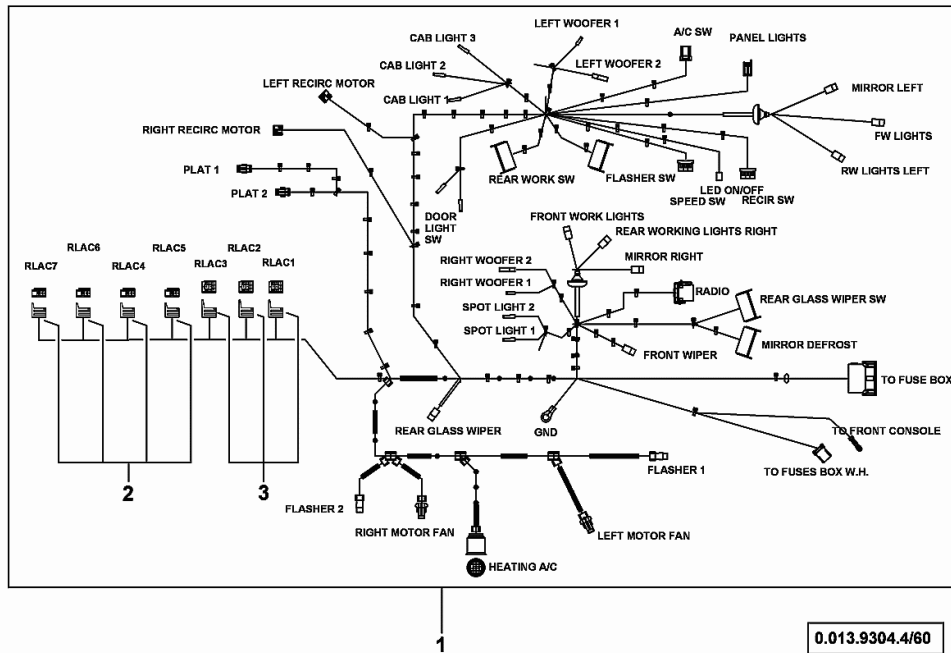 LEFT WOOFER 1
CAB LIGHT 3
A/C SW
PANEL LIGHTS
CAB LIGHT 2
LEFT WOOFER 2
LEFT RECIRC MOTOR
CAB LIGHT 1
MIRROR LEFT
RIGHT RECIRC MOTOR
FW LIGHTS
PLAT 1
RW LIGHTS LEFT
REAR WORK SW
FLASHER SW
LED ON/OFF
PLAT 2
SPEED SW
RECIR SW
DOOR
LIGHT
SW
FRONT WORK LIGHTS
REAR WORKING LIGHTS RIGHT
RLAC7
RLAC6
RLAC4
RLAC5
RLAC3
RLAC2
RLAC1
RIGHT WOOFER 2
MIRROR RIGHT
RIGHT WOOFER 1
RADIO
REAR GLASS WIPER SW
SPOT LIGHT 2
SPOT LIGHT 1
MIRROR DEFROST
FRONT WIPER
TO FUSE BOX
REAR GLASS WIPER
GND
TO FRONT CONSOLE
TO FUSES BOX W.H.
FLASHER 1
2
3
FLASHER 2
RIGHT MOTOR FAN
LEFT MOTOR FAN
HEATING A/C
1
0.013.9304.4/60